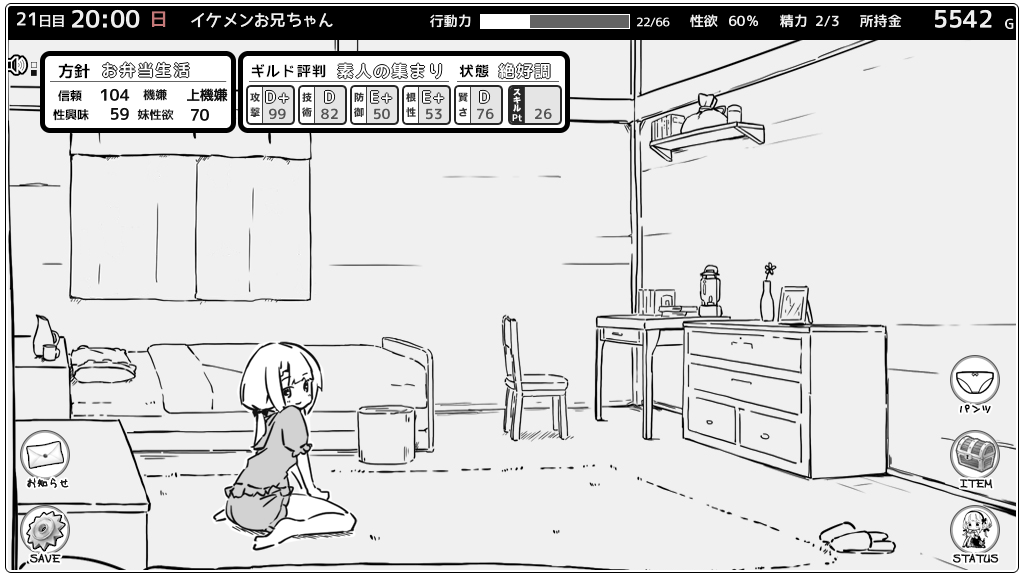 21日目 20:00 日 イケメンお兄ちゃん 行動力 22/66 性欲 60% 精力 2/3 所持金 5542 G
方針 お弁当生活
信頼 104 機嫌 上機嫌
性興味 59 妹性欲 70
ギルド評判 素人の集まり 状態 絶好調
攻撃 D+ 99 技術 D 82 防御 E+ 50 根性 E+ 53 賢さ D 76 スキルPt 26
パンツ
お知らせ
ITEM
SAVE
STATUS